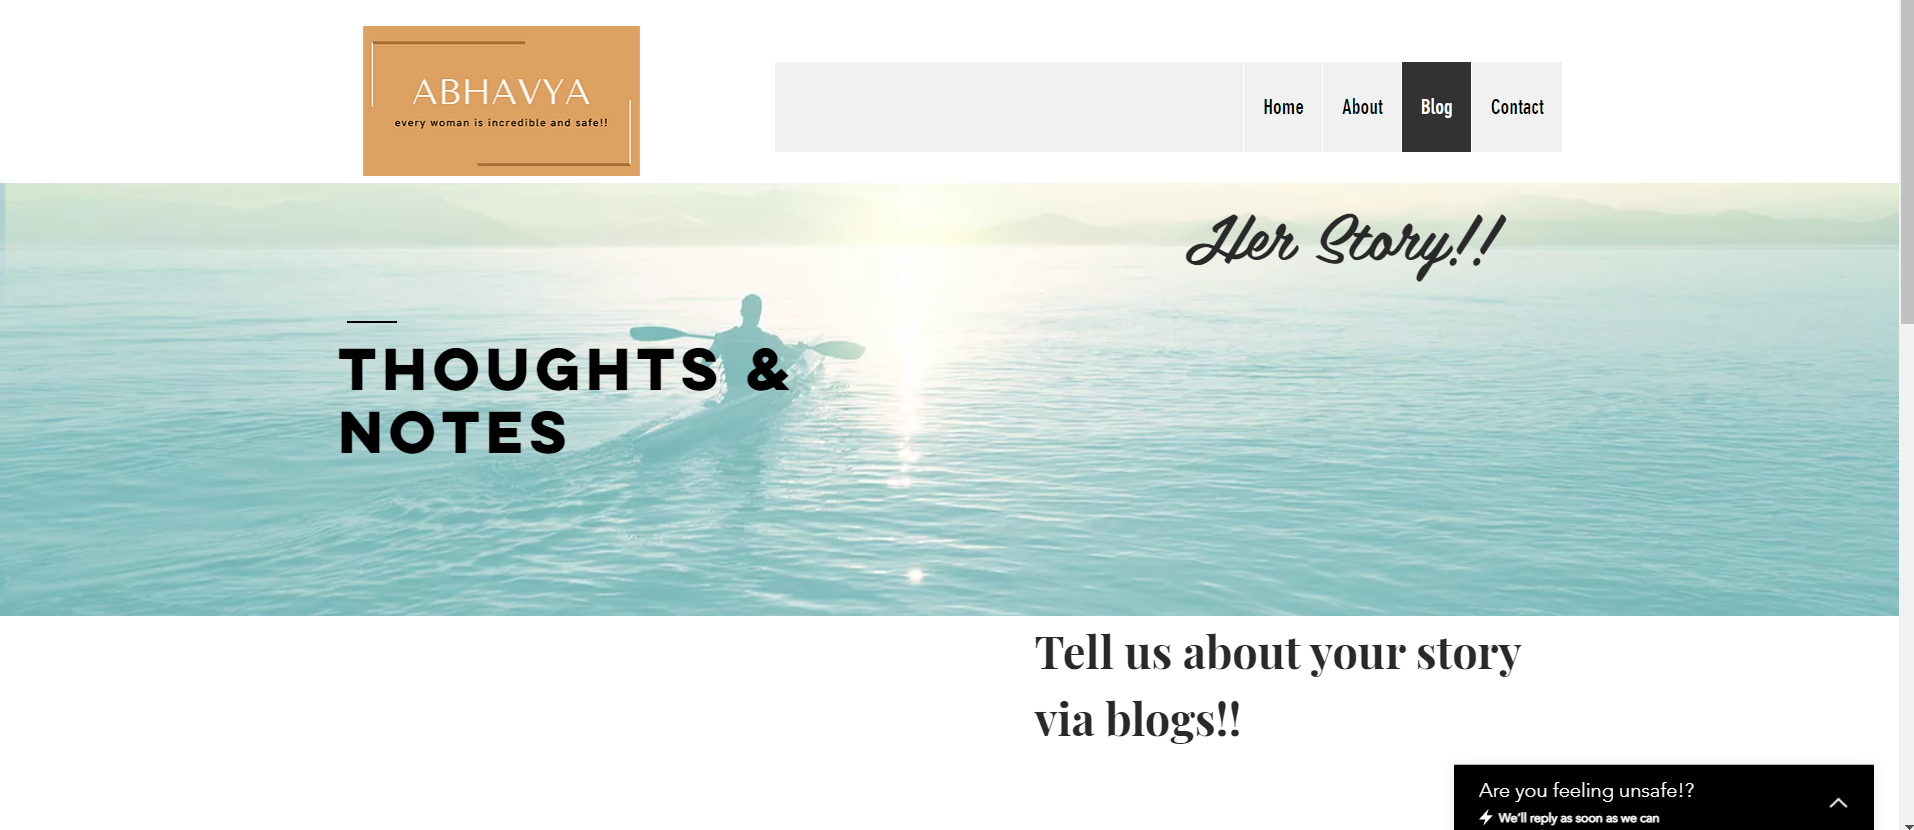 ABHAVYA
every woman is incredible and safe!!
Home
About
Blog
Contact
Her Story!!
THOUGHTS &
NOTES
Tell us about your story
via blogs!!
Are you feeling unsafe!?
We'll reply as soon as we can